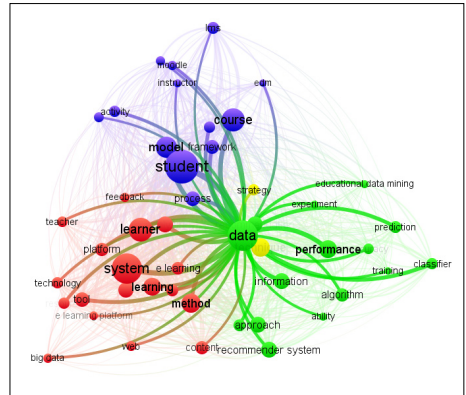 lms
moodle
instructor
edm
activity
course
model framework
student
process
strategy
educational data mining
feedback
experiment
teacher
learner
data
prediction
platform
performance
system
e learning
training
classifier
technology
learning
information
tool
method
algorithm
e learning platform
ability
approach
web
content
recommender system
big data